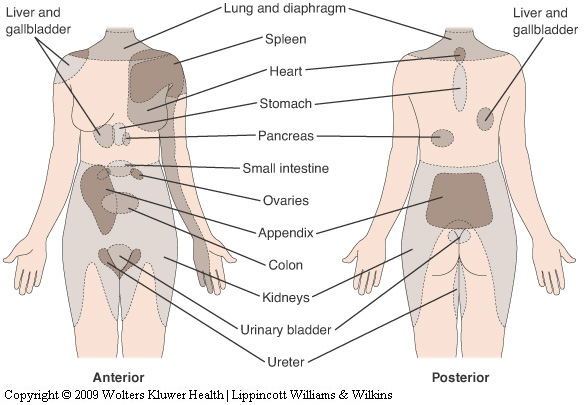 Liver and
gallbladder
Lung and diaphragm
Liver and
gallbladder
Spleen
Heart
Stomach
Pancreas
Small intestine
Ovaries
Appendix
Colon
Kidneys
Urinary bladder
Ureter
Anterior
Posterior
Copyright © 2009 Wolters Kluwer Health | Lippincott Williams & Wilkins